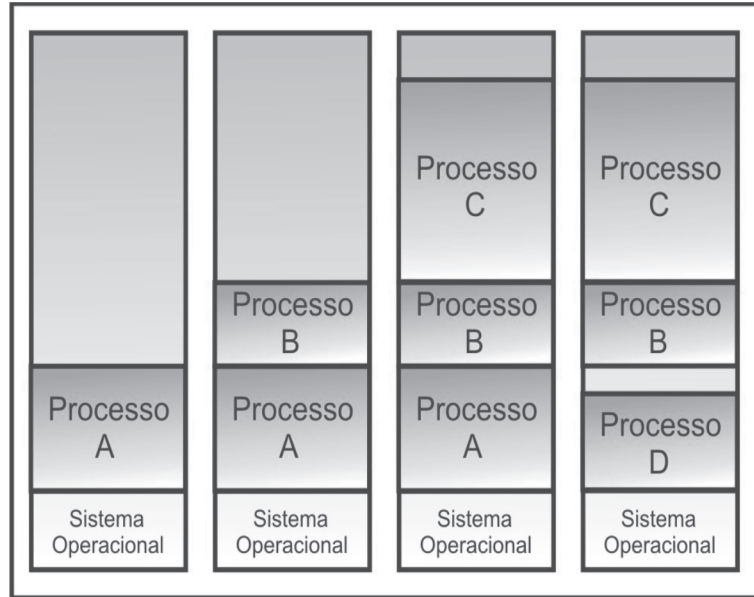 Processo
A
Sistema
Operacional
Processo
B
Processo
A
Sistema
Operacional
Processo
C
Processo
B
Processo
A
Sistema
Operacional
Processo
C
Processo
B
Processo
D
Sistema
Operacional